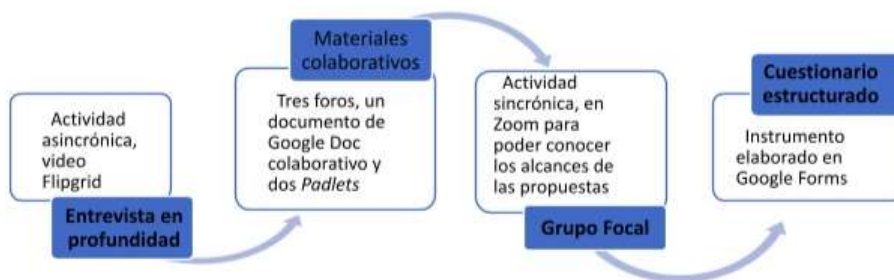 Actividad
asincrónica,
video
Flipgrid
Entrevista en
profundidad
Materiales
colaborativos
Tres foros, un
documento de
Google Doc
colaborativo y
dos Padlets
Actividad
sincrónica, en
Zoom para
poder conocer
los alcances de
las propuestas
Grupo Focal
Cuestionario
estructurado
Instrumento
elaborado en
Google Forms